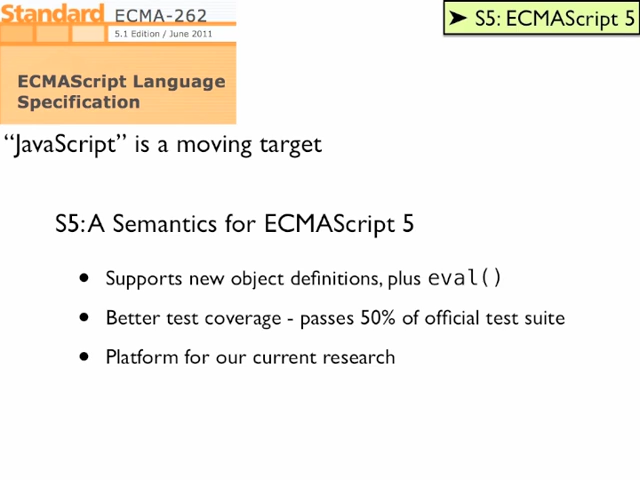 Standard ECMA-262
5.1 Edition / June 2011
ECMAScript Language
Specification
➤ S5: ECMAScript 5
“JavaScript” is a moving target
S5: A Semantics for ECMAScript 5
• Supports new object definitions, plus eval()
• Better test coverage - passes 50% of official test suite
• Platform for our current research